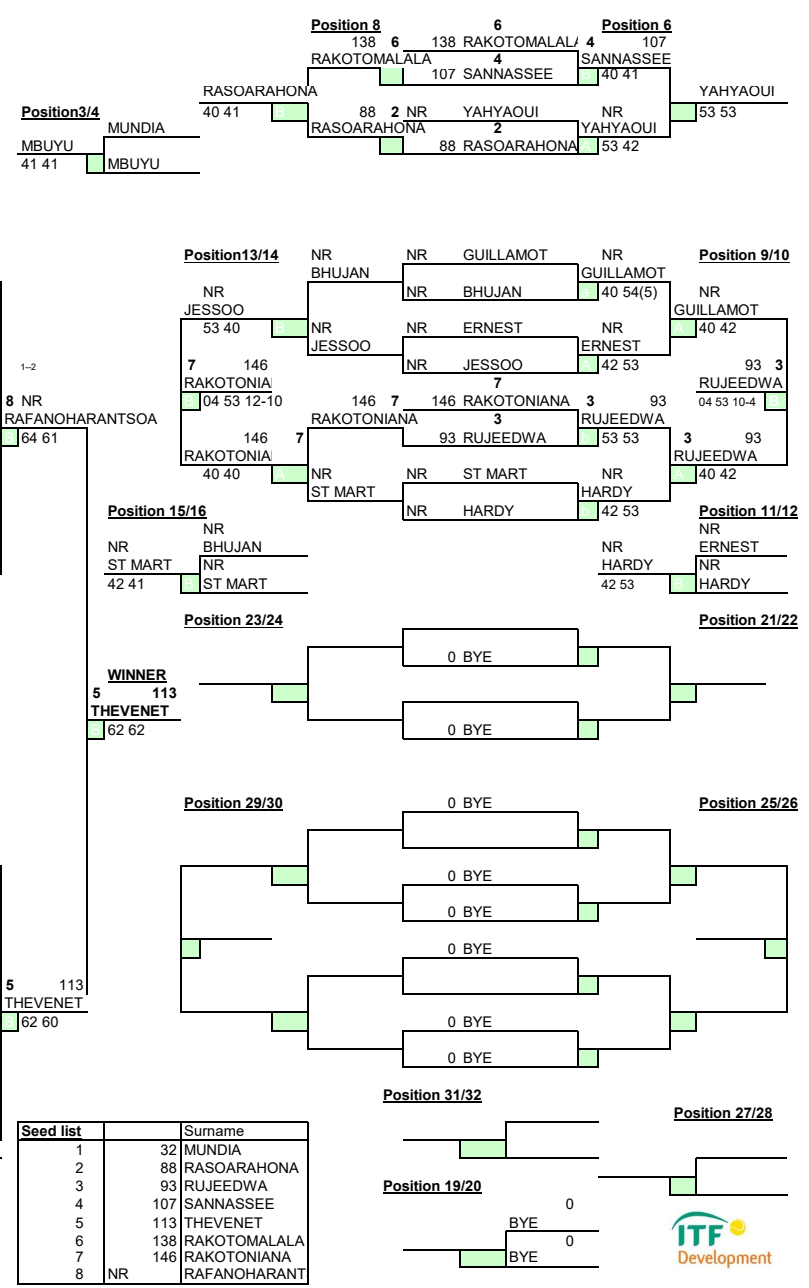 Position 8 6 Position 6
138 6 138 RAKOTOMALALA 4 107
RAKOTOMALALA 4 SANNASSEE
107 SANNASSEE B 40 41
RASOARAHONA YAHYAOUI
Position3/4 40 41 B 88 2 NR YAHYAOUI NR 53 53
MUNDIA RASOARAHONA 2 YAHYAOUI
MBUYU 88 RASOARAHONA A 53 42
41 41 MBUYU
Position13/14 NR NR GUILLAMOT NR Position 9/10
BHUJAN GUILLAMOT
NR NR BHUJAN 40 54(5) NR
JESSOO GUILLAMOT
53 40 B NR NR ERNEST NR A 40 42
JESSOO ERNEST
1--2 7 146 NR JESSOO A 42 53 93 3
RAKOTONIA 7 RUJEEDWA
8 NR B 04 53 12-10 146 7 146 RAKOTONIANA 3 93 04 53 10-4 B
RAFANOHARANTSOA RAKOTONIANA 3 RUJEEDWA
B 64 61 146 7 93 RUJEEDWA 53 53 3 93
RAKOTONIA RUJEEDWA
40 40 A NR NR ST MART NR A 40 42
ST MART HARDY
Position 15/16 NR HARDY 42 53 Position 11/12
NR NR
NR BHUJAN NR ERNEST
ST MART NR HARDY NR
42 41 B ST MART 42 53 B HARDY
Position 23/24 Position 21/22
0 BYE
WINNER
5 113
THEVENET
62 62 0 BYE
Position 29/30 0 BYE Position 25/26
0 BYE
0 BYE
0 BYE
5 113
THEVENET
B 62 60 0 BYE
0 BYE
Position 31/32
Position 27/28
Seed list Surname
1 32 MUNDIA
2 88 RASOARAHONA
3 93 RUJEEDWA Position 19/20
4 107 SANNASSEE 0
5 113 THEVENET BYE
6 138 RAKOTOMALALA 0
7 146 RAKOTONIANA BYE
8 NR RAFANOHARANT
ITF
Development